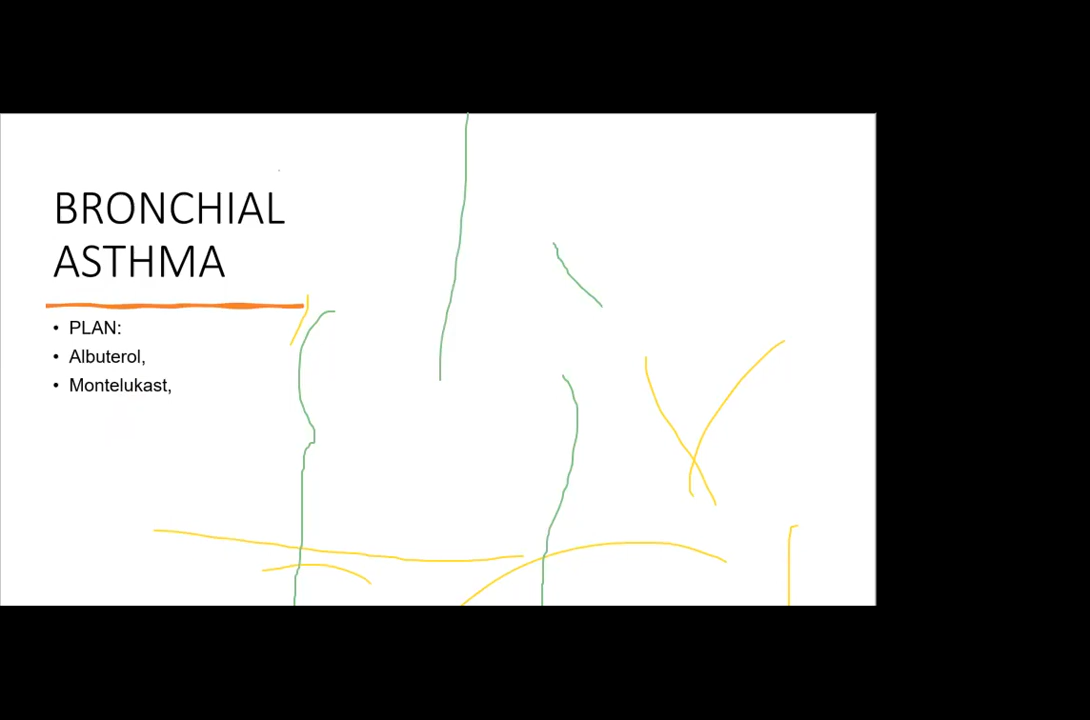 BRONCHIAL
ASTHMA
• PLAN:
• Albuterol,
• Montelukast,